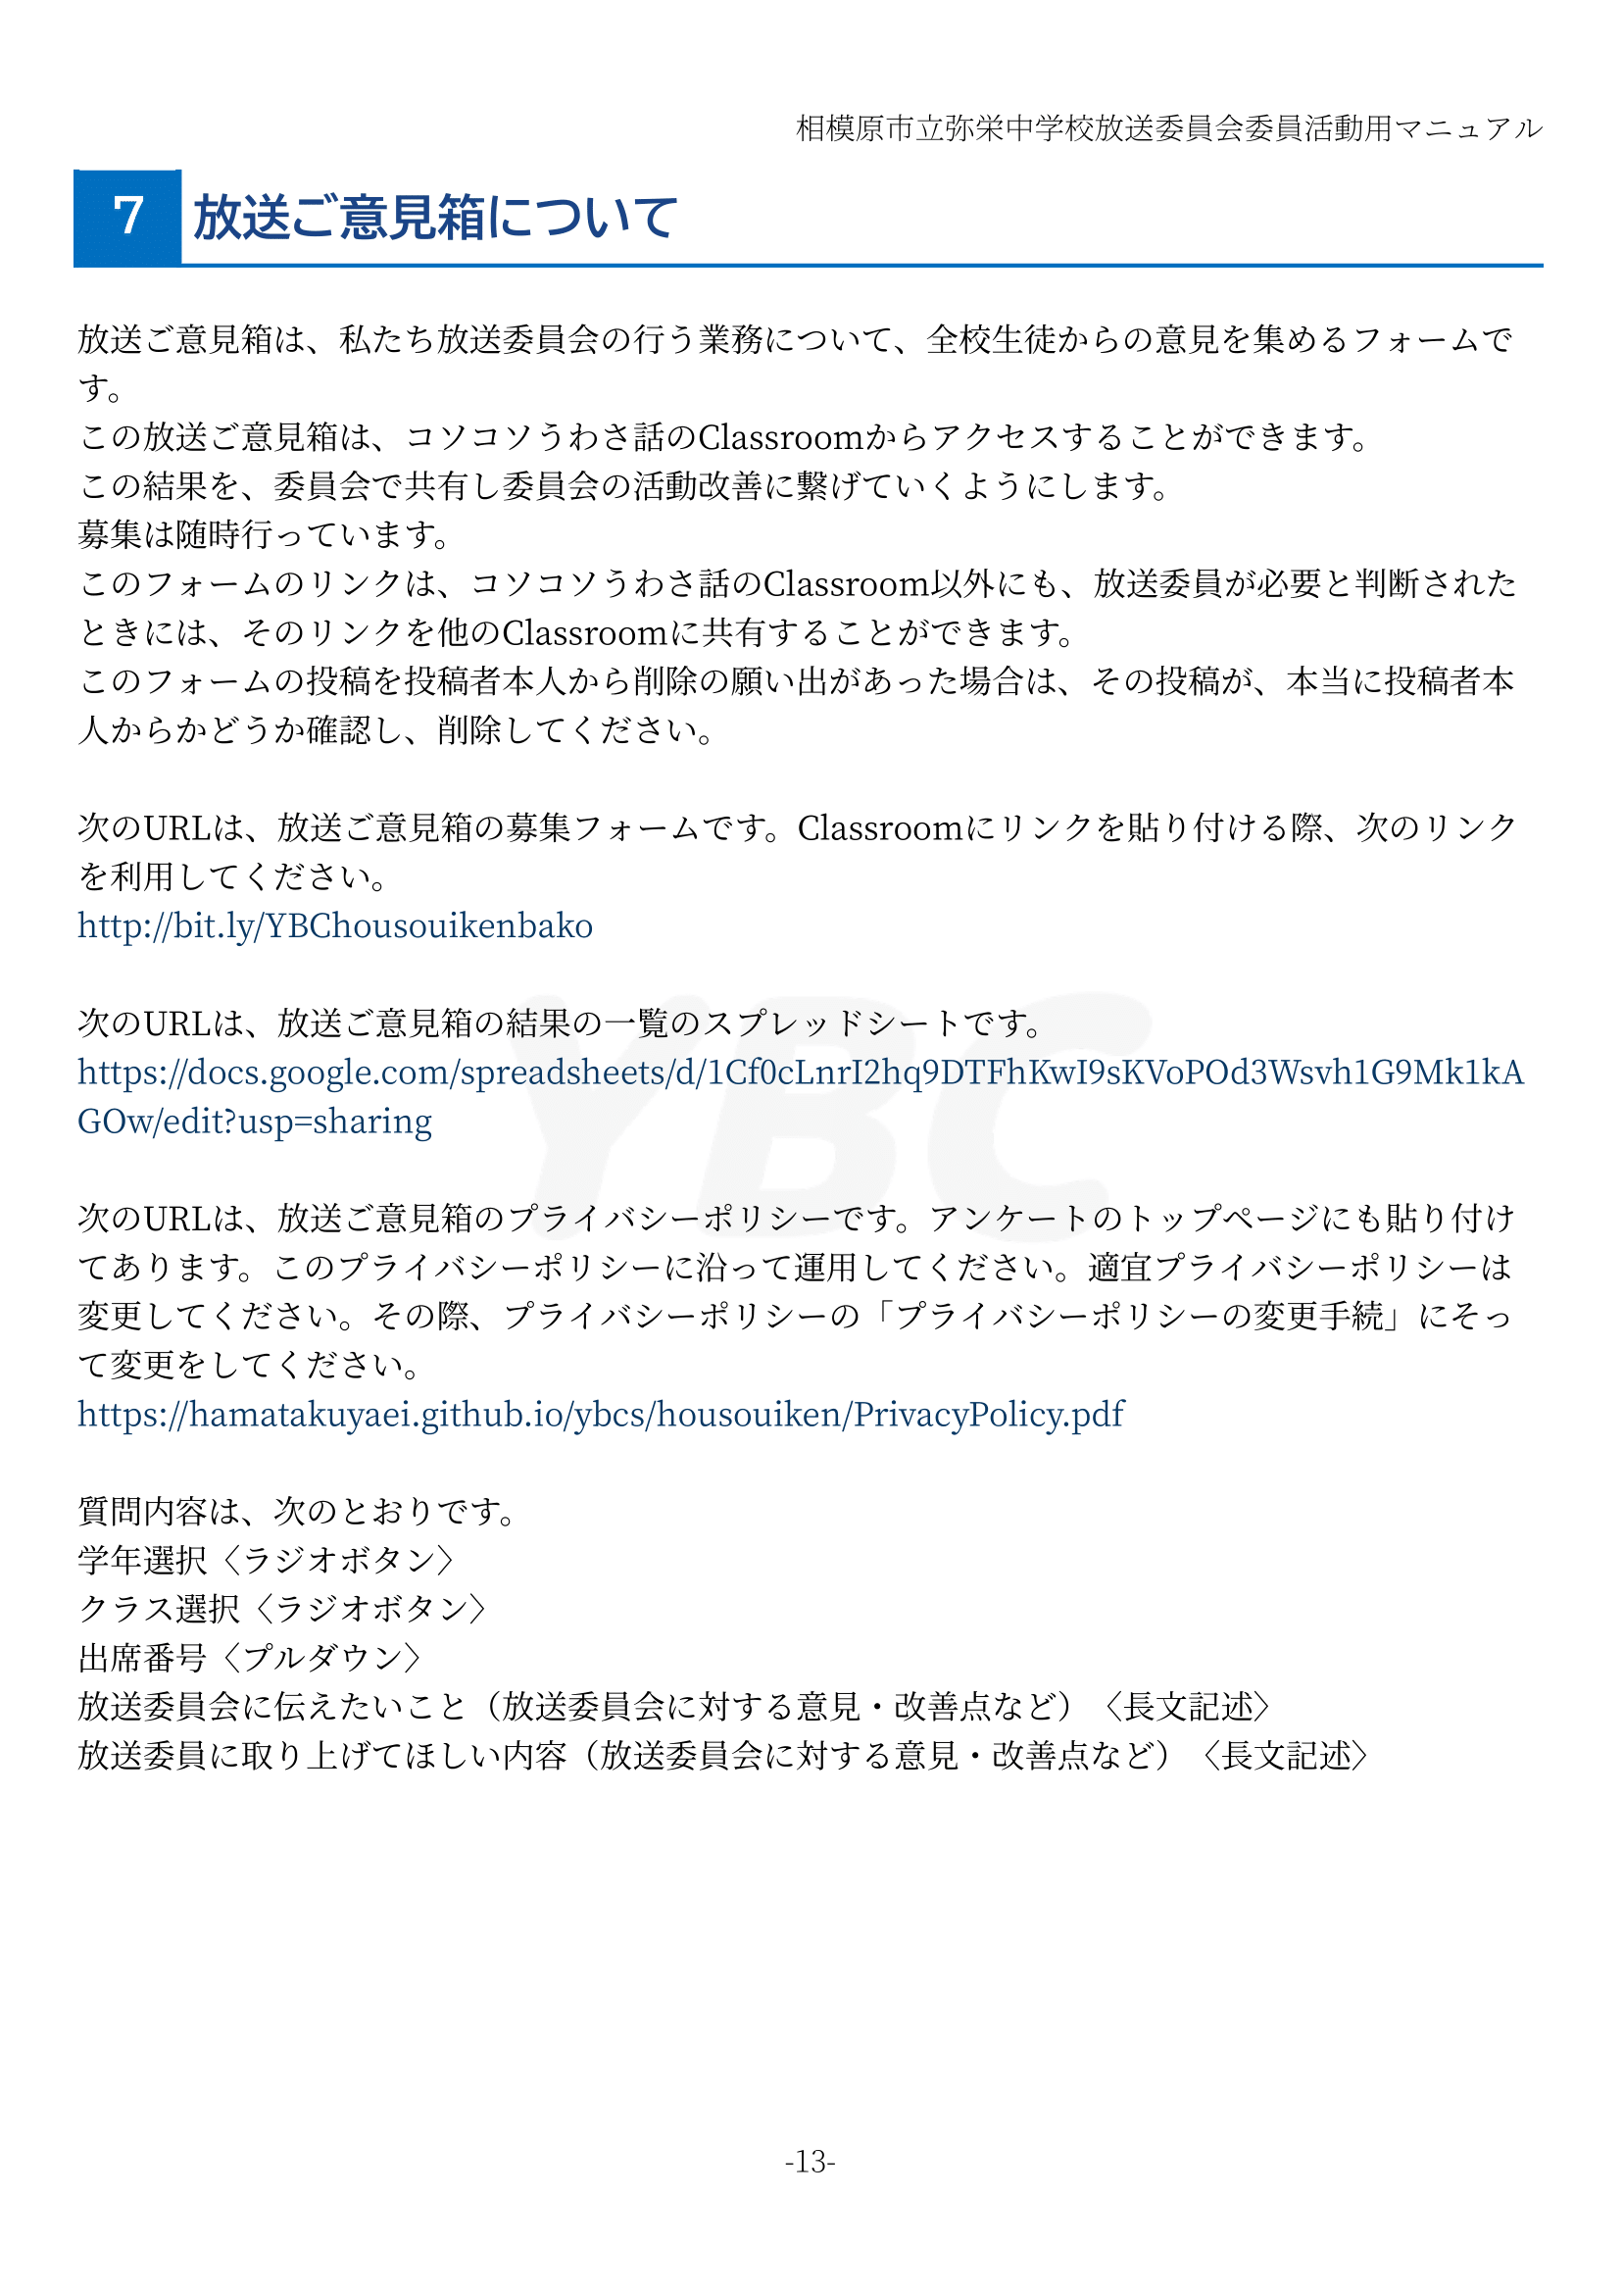 相模原市立弥栄中学校放送委員会委員活動用マニュアル
7 放送ご意見箱について
放送ご意見箱は、私たち放送委員会の行う業務について、全校生徒からの意見を集めるフォームで
す。
この放送ご意見箱は、コソコソうわさ話のClassroomからアクセスすることができます。
この結果を、委員会で共有し委員会の活動改善に繋げていくようにします。
募集は随時行っています。
このフォームのリンクは、コソコソうわさ話のClassroom以外にも、放送委員が必要と判断された
ときには、そのリンクを他のClassroomに共有することができます。
このフォームの投稿を投稿者本人から削除の願い出があった場合は、その投稿が、本当に投稿者本
人からかどうか確認し、削除してください。
次のURLは、放送ご意見箱の募集フォームです。Classroomにリンクを貼り付ける際、次のリンク
を利用してください。
http://bit.ly/YBChousouikenbako
次のURLは、放送ご意見箱の結果の一覧のスプレッドシートです。
https://docs.google.com/spreadsheets/d/1Cf0cLnrI2hq9DTFhKwI9sKVoPOd3Wsvh1G9Mk1kA
GOw/edit?usp=sharing
YBC
次のURLは、放送ご意見箱のプライバシーポリシーです。アンケートのトップページにも貼り付け
てあります。このプライバシーポリシーに沿って運用してください。適宜プライバシーポリシーは
変更してください。その際、プライバシーポリシーの「プライバシーポリシーの変更手続」にそっ
て変更をしてください。
https://hamatakuyaei.github.io/ybcs/housouiken/PrivacyPolicy.pdf
質問内容は、次のとおりです。
学年選択〈ラジオボタン〉
クラス選択〈ラジオボタン〉
出席番号〈プルダウン〉
放送委員会に伝えたいこと（放送委員会に対する意見・改善点など）〈長文記述〉
放送委員に取り上げてほしい内容（放送委員会に対する意見・改善点など）〈長文記述〉
-13-